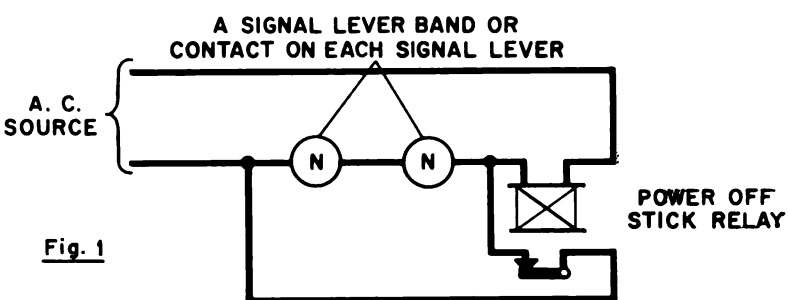 A SIGNAL LEVER BAND OR
CONTACT ON EACH SIGNAL LEVER
A. C.
SOURCE
N N
POWER OFF
STICK RELAY
Fig. 1